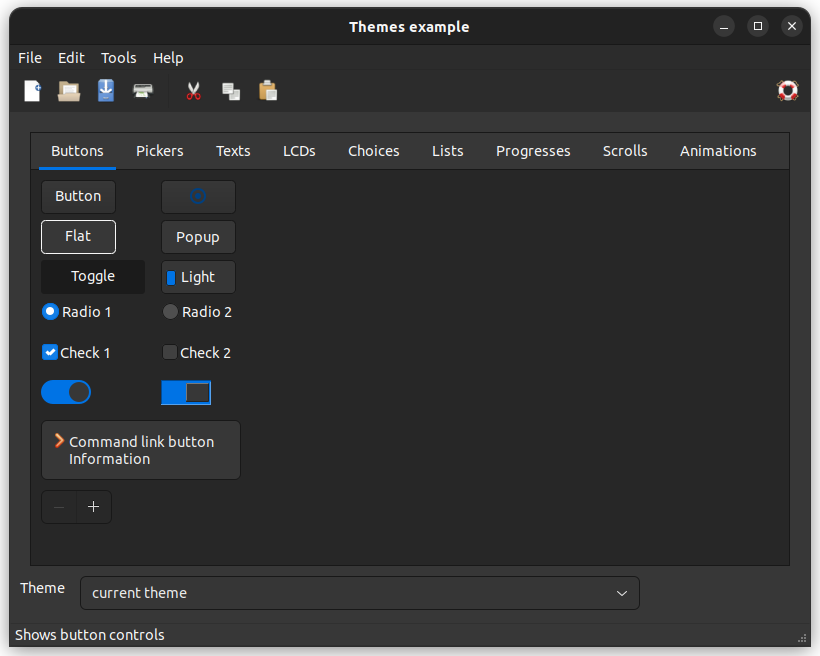 Themes example
File Edit Tools Help
Buttons Pickers Texts LCDs Choices Lists Progresses Scrolls Animations
Button
Flat Popup
Toggle Light
Radio 1 Radio 2
Check 1 Check 2
Command link button
Information
Theme current theme
Shows button controls